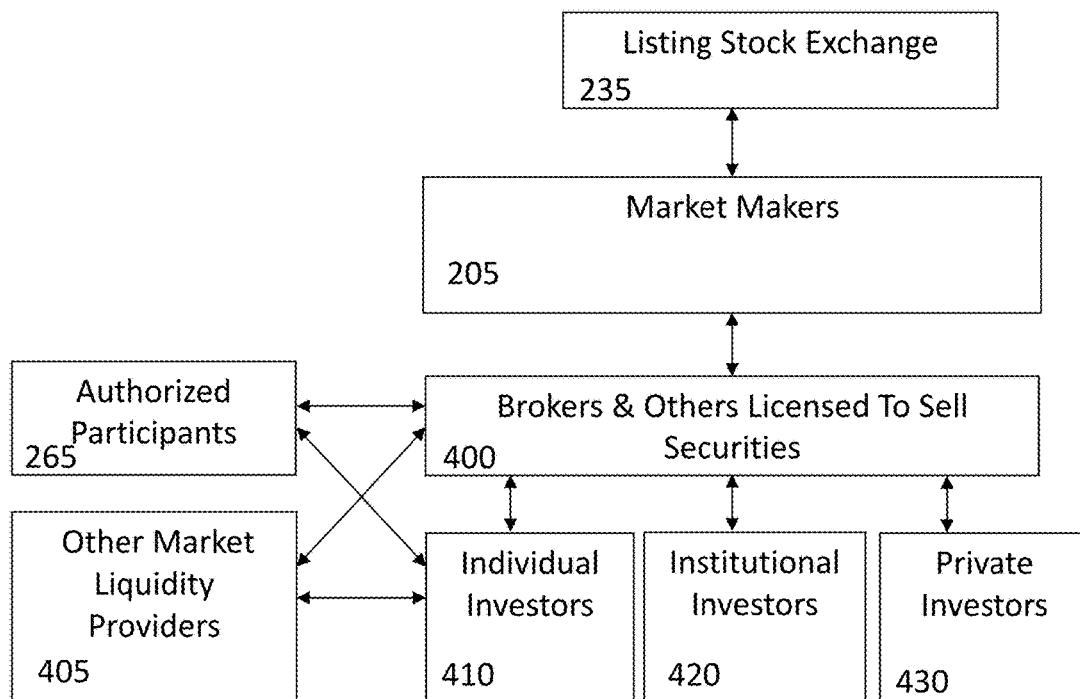 Listing Stock Exchange
235
Market Makers
205
Authorized
Participants
265
Brokers & Others Licensed To Sell
Securities
400
Other Market
Liquidity
Providers
405
Individual
Investors
410
Institutional
Investors
420
Private
Investors
430